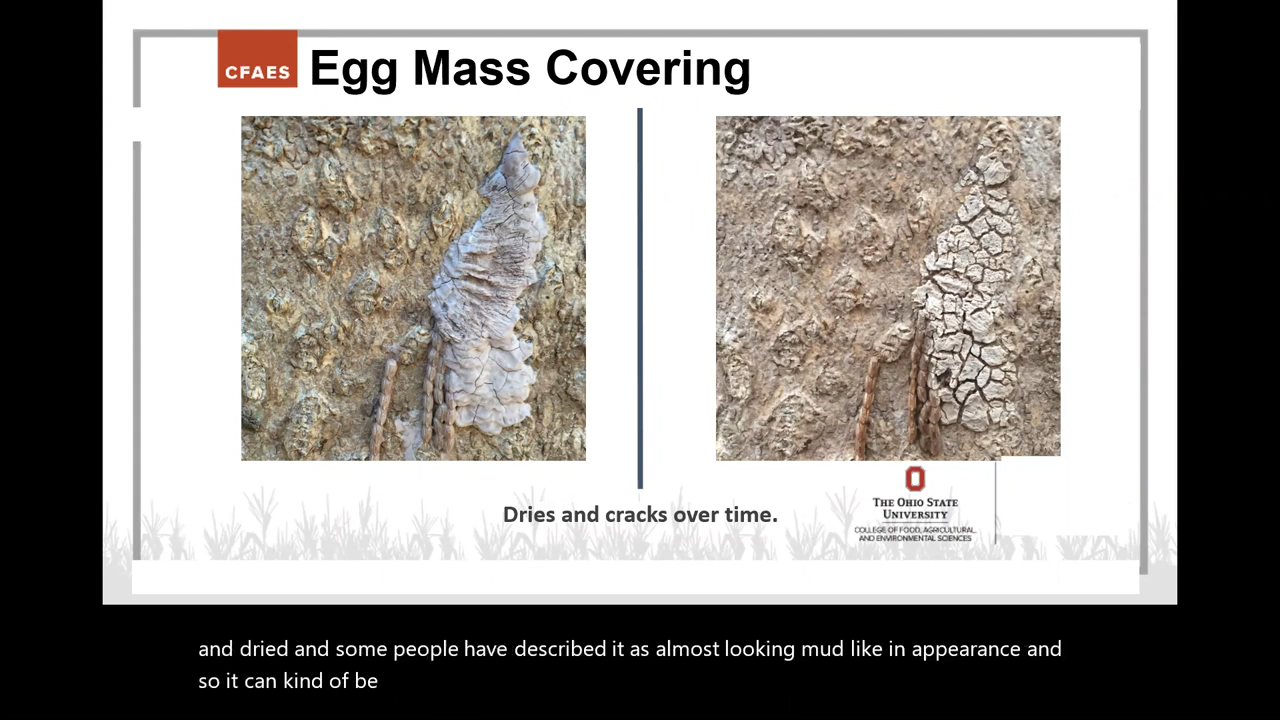 CFAES
Egg Mass Covering
Dries and cracks over time.
THE OHIO STATE
UNIVERSITY
COLLEGE OF FOOD, AGRICULTURAL,
AND ENVIRONMENTAL SCIENCES
and dried and some people have described it as almost looking mud like in appearance and
so it can kind of be